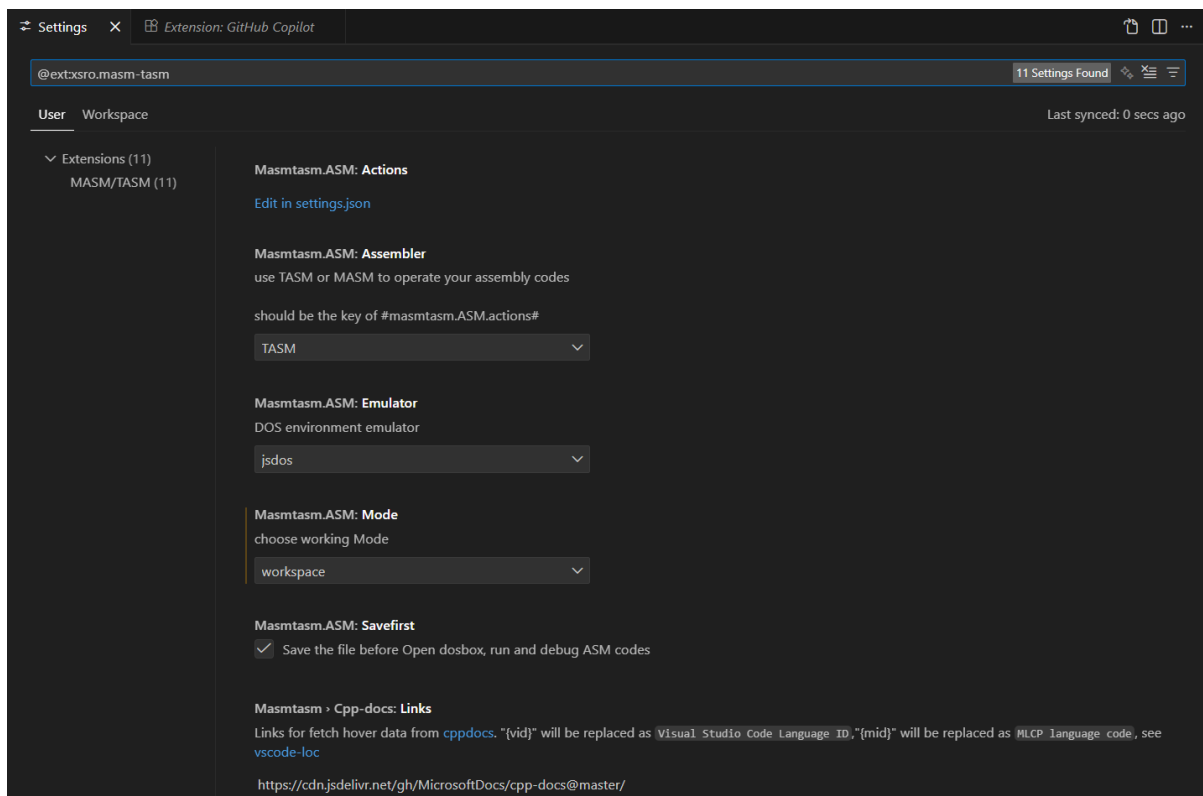 Settings
Extension: GitHub Copilot
@ext:xsro.masm-tasm
11 Settings Found
User Workspace
Last synced: 0 secs ago
Extensions (11)
MASM/TASM (11)
Masmtasm.ASM: Actions
Edit in settings.json
Masmtasm.ASM: Assembler
use TASM or MASM to operate your assembly codes
should be the key of #masmtasm.ASM.actions#
TASM
Masmtasm.ASM: Emulator
DOS environment emulator
jsdos
Masmtasm.ASM: Mode
choose working Mode
workspace
Masmtasm.ASM: Savefirst
Save the file before Open dosbox, run and debug ASM codes
Masmtasm › Cpp-docs: Links
Links for fetch hover data from cppdocs. "{vid}" will be replaced as Visual Studio Code Language ID,"{mid}" will be replaced as MLCP language code, see
vscode-loc
https://cdn.jsdelivr.net/gh/MicrosoftDocs/cpp-docs@master/